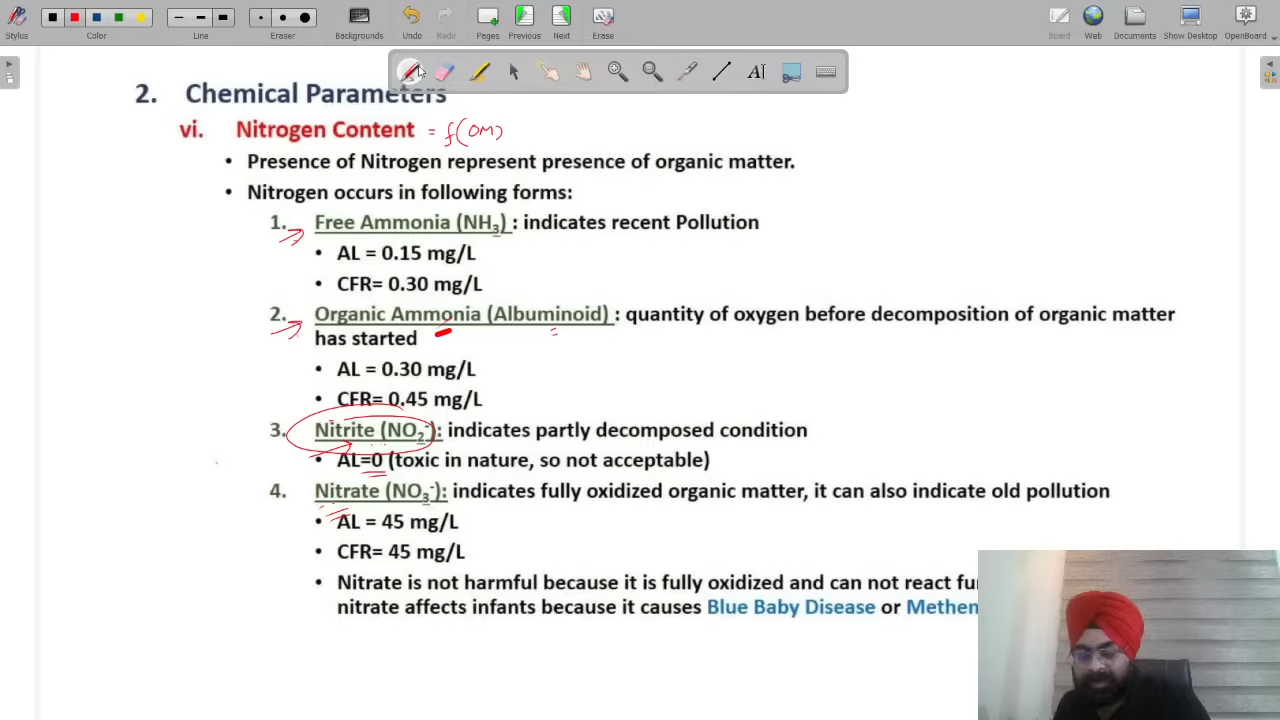 Stylus
Color
Line
Eraser
Backgrounds
Undo
Redo
Pages
Previous
Next
Erase
Board
Web
Documents
Show Desktop
OpenBoard
2. Chemical Parameters
vi. Nitrogen Content = f(OM)
• Presence of Nitrogen represent presence of organic matter.
• Nitrogen occurs in following forms:
1. Free Ammonia (NH3) : indicates recent Pollution
• AL = 0.15 mg/L
• CFR= 0.30 mg/L
2. Organic Ammonia (Albuminoid) : quantity of oxygen before decomposition of organic matter
has started
• AL = 0.30 mg/L
• CFR= 0.45 mg/L
3. Nitrite (NO2-): indicates partly decomposed condition
• AL=0 (toxic in nature, so not acceptable)
4. Nitrate (NO3-): indicates fully oxidized organic matter, it can also indicate old pollution
• AL = 45 mg/L
• CFR= 45 mg/L
• Nitrate is not harmful because it is fully oxidized and can not react
nitrate affects infants because it causes Blue Baby Disease or